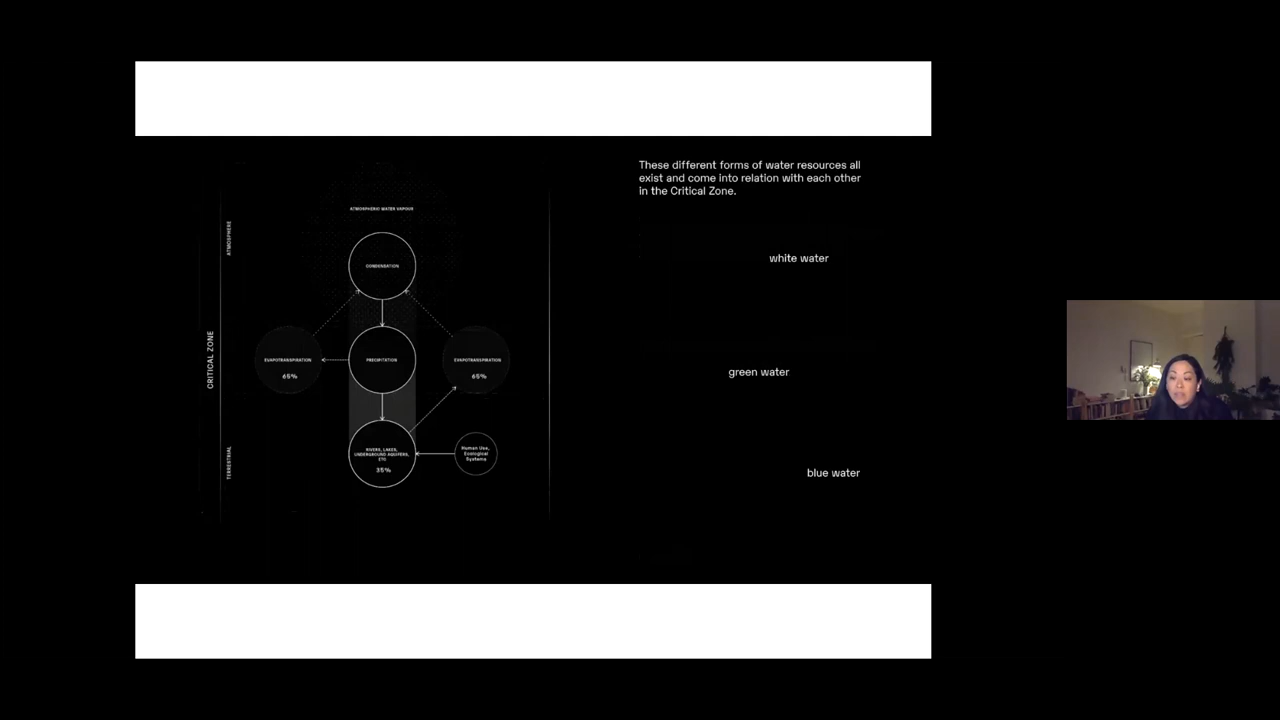 These different forms of water resources all
exist and come into relation with each other
in the Critical Zone.
ATMOSPHERIC WATER VAPOUR
ATMOSPHERE
CONDENSATION
white water
CRITICAL ZONE
EVAPOTRANSPIRATION
65%
PRECIPITATION
EVAPOTRANSPIRATION
65%
green water
TERRESTRIAL
RIVERS, LAKES,
UNDERGROUND AQUIFERS,
ETC
35%
Human Use,
Ecological
Systems
blue water